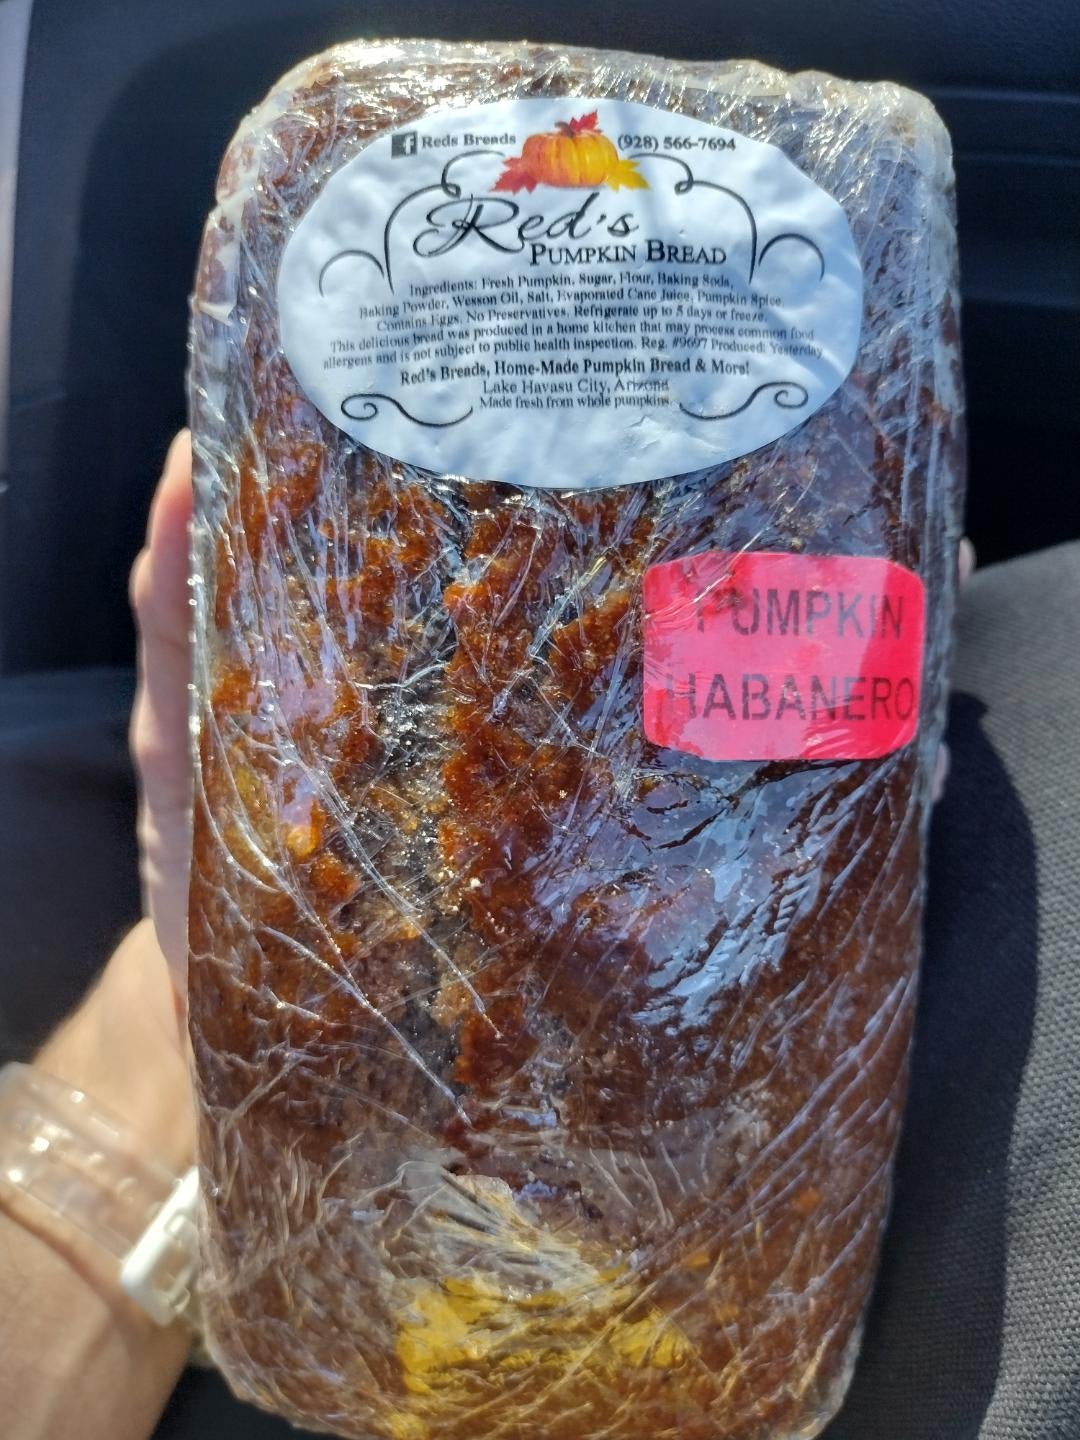 Reds Breads (928) 566-7694
Red's
PUMPKIN BREAD
Ingredients: Fresh Pumpkin, Sugar, Flour, Baking Soda,
Baking Powder, Wesson Oil, Salt, Evaporated Cane Juice, Pumpkin Spice.
Contains Eggs. No Preservatives. Refrigerate up to 5 days or freeze.
This delicious bread was produced in a home kitchen that may process common food
allergens and is not subject to public health inspection. Reg. #9697 Produced: Yesterday
Red's Breads, Home-Made Pumpkin Bread & More!
Lake Havasu City, Arizona
Made fresh from whole pumpkins.
PUMPKIN
HABANERO